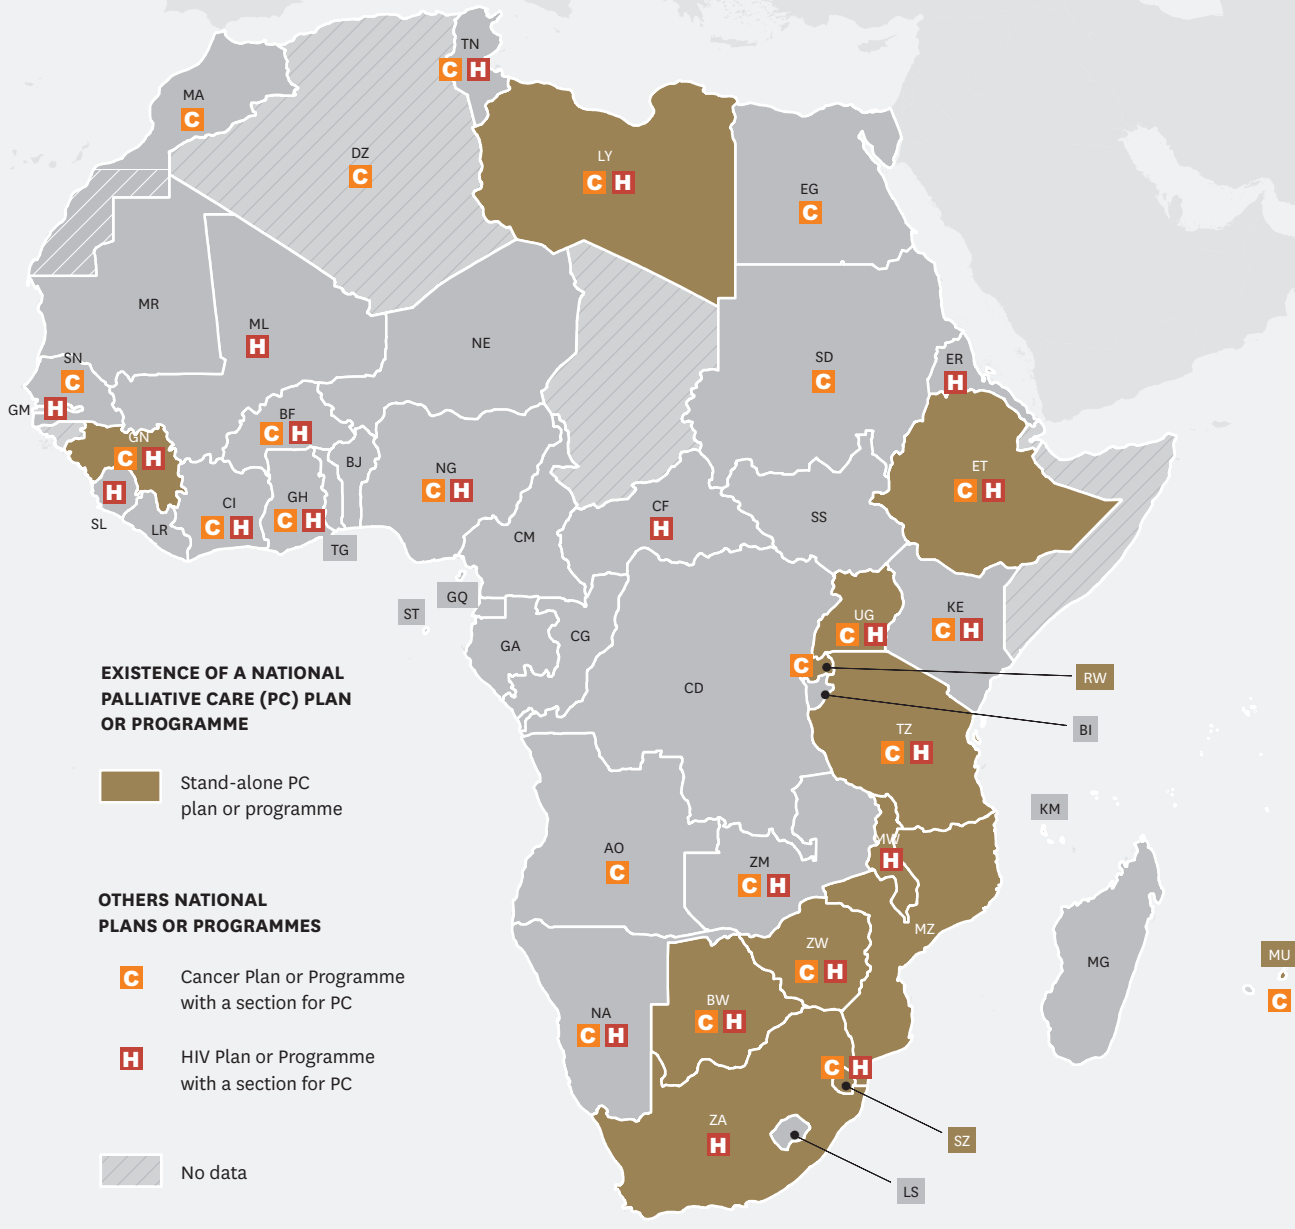 TN
C H
MA
C
DZ
C
LY
C H
EG
C
MR
ML
H
NE
SN
C
GM
H
SD
C
ER
H
BF
C H
GN
C H
BJ
NG
C H
ET
C H
H
SL
LR
CI
C H
GH
C H
TG
CF
H
SS
CM
GQ
ST
GA
CG
UG
C H
KE
C H
C
RW
CD
BI
TZ
C H
KM
EXISTENCE OF A NATIONAL
PALLIATIVE CARE (PC) PLAN
OR PROGRAMME
Stand-alone PC
plan or programme
AO
C
ZM
C H
MW
H
MZ
MG
MU
C
OTHERS NATIONAL
PLANS OR PROGRAMMES
C
Cancer Plan or Programme
with a section for PC
H
HIV Plan or Programme
with a section for PC
No data
ZW
C H
BW
C H
NA
C H
C H
SZ
ZA
H
LS